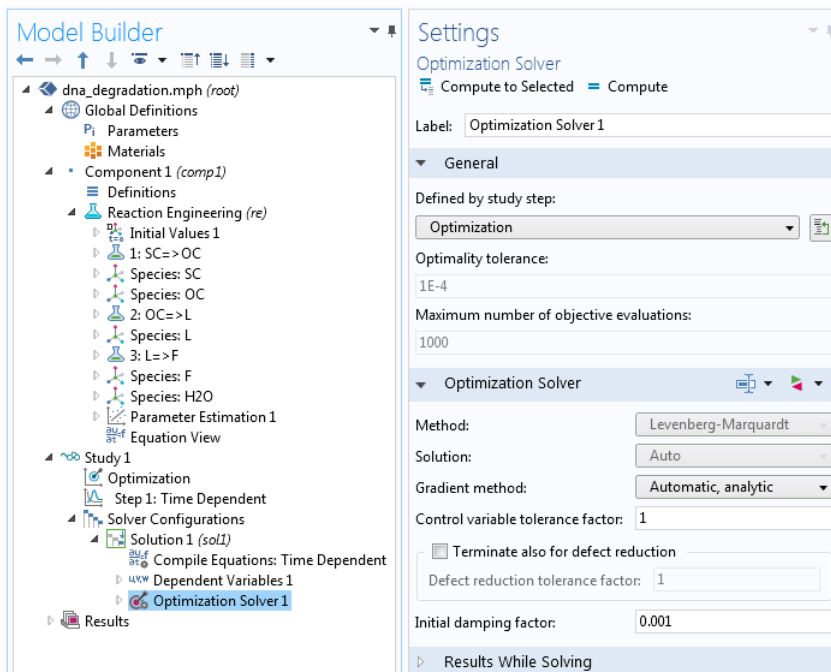 Model Builder
dna_degradation.mph (root)
Global Definitions
Pi Parameters
Materials
Component 1 (comp1)
Definitions
Reaction Engineering (re)
Initial Values 1
1: SC=>OC
Species: SC
Species: OC
2: OC=>L
Species: L
3: L=>F
Species: F
Species: H2O
Parameter Estimation 1
Equation View
Study 1
Optimization
Step 1: Time Dependent
Solver Configurations
Solution 1 (sol1)
Compile Equations: Time Dependent
u,v,w Dependent Variables 1
Optimization Solver 1
Results
Settings
Optimization Solver
Compute to Selected = Compute
Label: Optimization Solver 1
General
Defined by study step:
Optimization
Optimality tolerance:
1E-4
Maximum number of objective evaluations:
1000
Optimization Solver
Method: Levenberg-Marquardt
Solution: Auto
Gradient method: Automatic, analytic
Control variable tolerance factor: 1
Terminate also for defect reduction
Defect reduction tolerance factor: 1
Initial damping factor: 0.001
Results While Solving